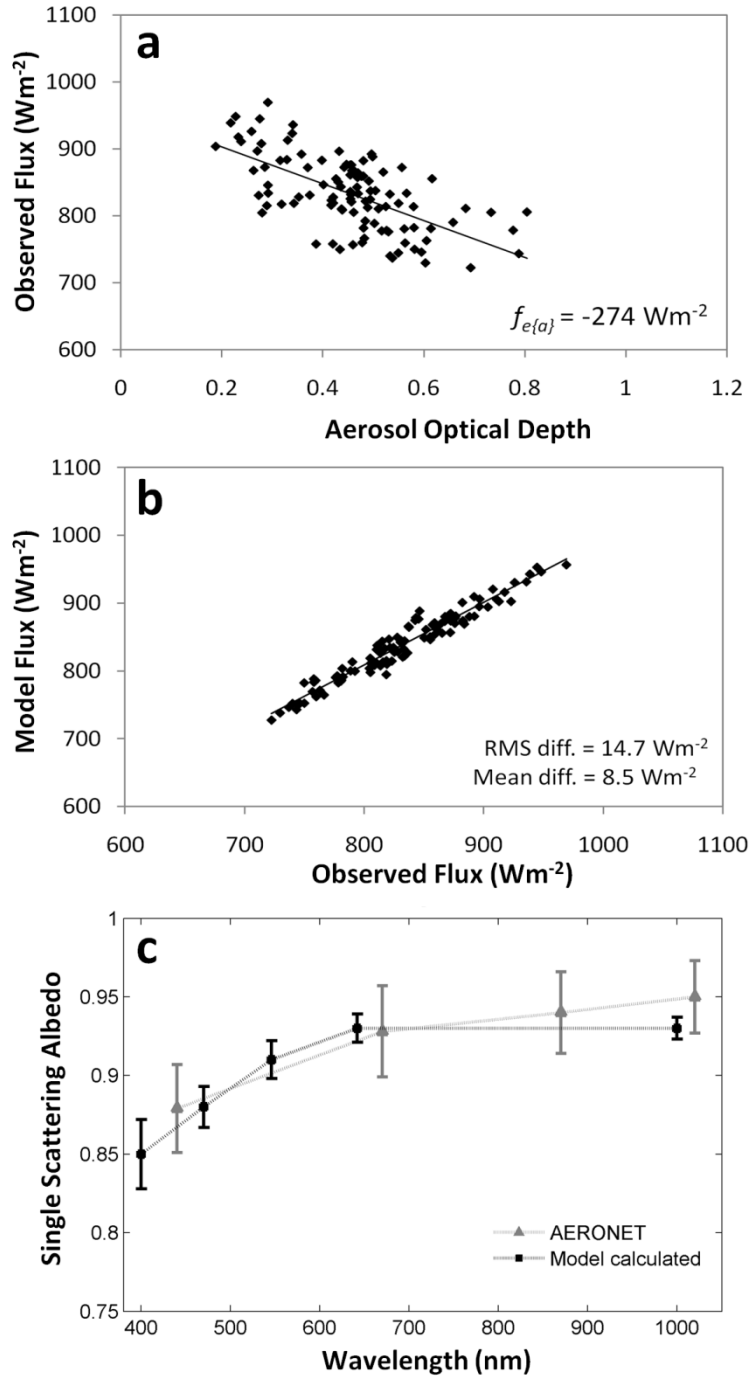 a
1100
1000
900
800
700
600
Observed Flux (Wm⁻²)
f_e{a} = -274 Wm⁻²
0 0.2 0.4 0.6 0.8 1 1.2
Aerosol Optical Depth
b
1100
1000
900
800
700
600
Model Flux (Wm⁻²)
RMS diff. = 14.7 Wm⁻²
Mean diff. = 8.5 Wm⁻²
600 700 800 900 1000 1100
Observed Flux (Wm⁻²)
c
1
0.95
0.9
0.85
0.8
0.75
Single Scattering Albedo
AERONET
Model calculated
400 500 600 700 800 900 1000
Wavelength (nm)